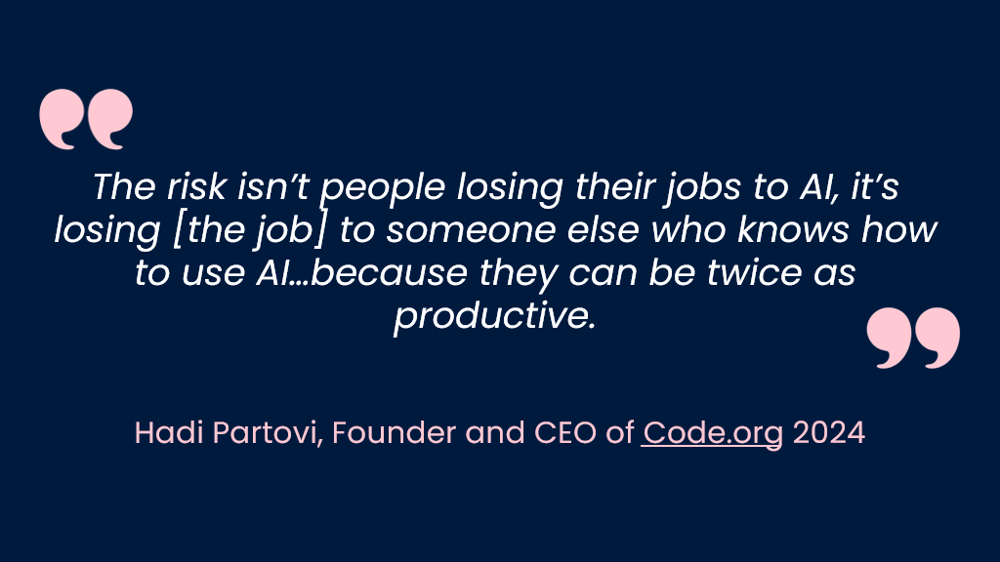 The risk isn’t people losing their jobs to AI, it’s
losing [the job] to someone else who knows how
to use AI...because they can be twice as
productive.
Hadi Partovi, Founder and CEO of Code.org 2024